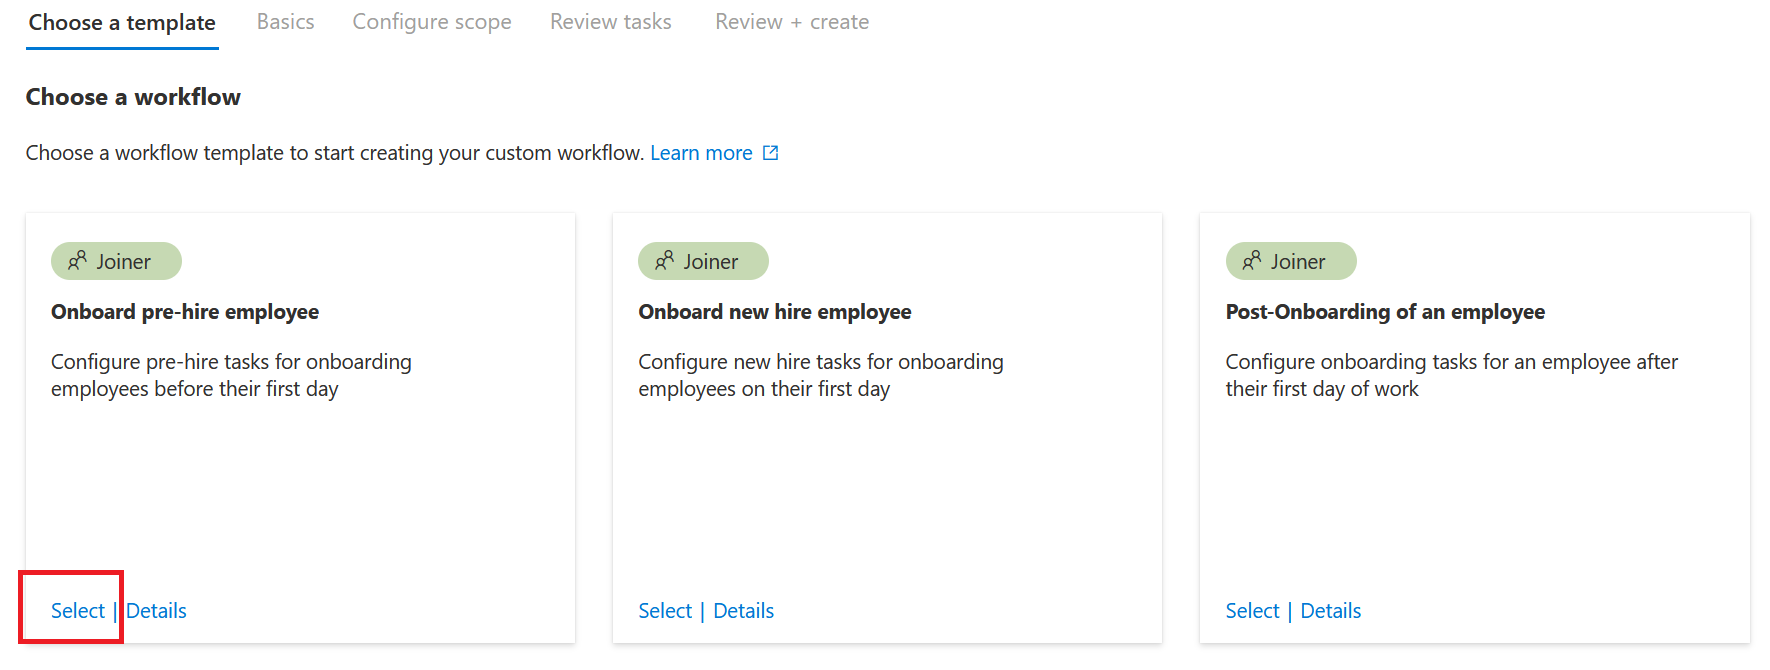 Choose a template Basics Configure scope Review tasks Review + create
Choose a workflow
Choose a workflow template to start creating your custom workflow. Learn more
Joiner
Onboard pre-hire employee
Configure pre-hire tasks for onboarding
employees before their first day
Select | Details
Joiner
Onboard new hire employee
Configure new hire tasks for onboarding
employees on their first day
Select | Details
Joiner
Post-Onboarding of an employee
Configure onboarding tasks for an employee after
their first day of work
Select | Details